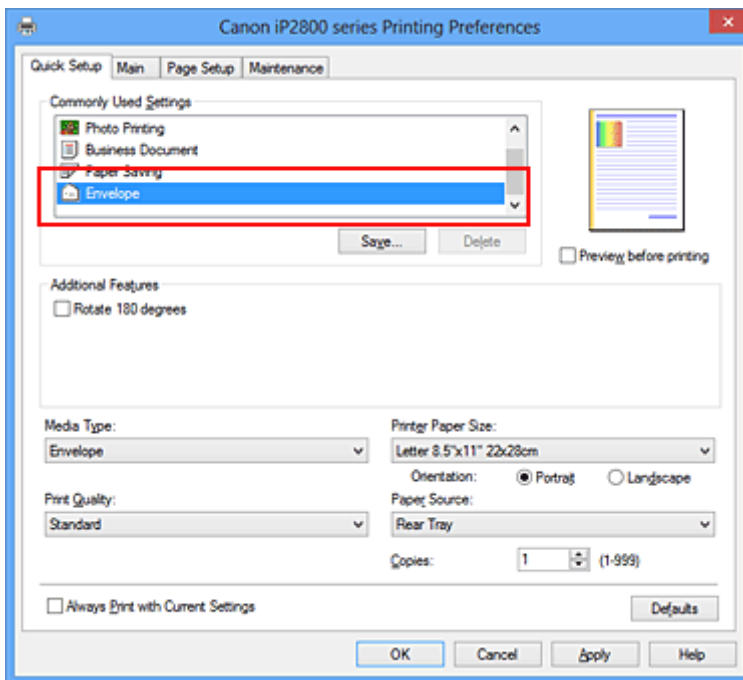 Canon iP2800 series Printing Preferences
Quick Setup Main Page Setup Maintenance
Commonly Used Settings
Photo Printing
Business Document
Paper Saving
Envelope
Save... Delete
Preview before printing
Additional Features
Rotate 180 degrees
Media Type: Printer Paper Size:
Envelope Letter 8.5"x11" 22x28cm
Orientation: Portrait Landscape
Print Quality: Paper Source:
Standard Rear Tray
Copies: 1 (1-999)
Always Print with Current Settings Defaults
OK Cancel Apply Help